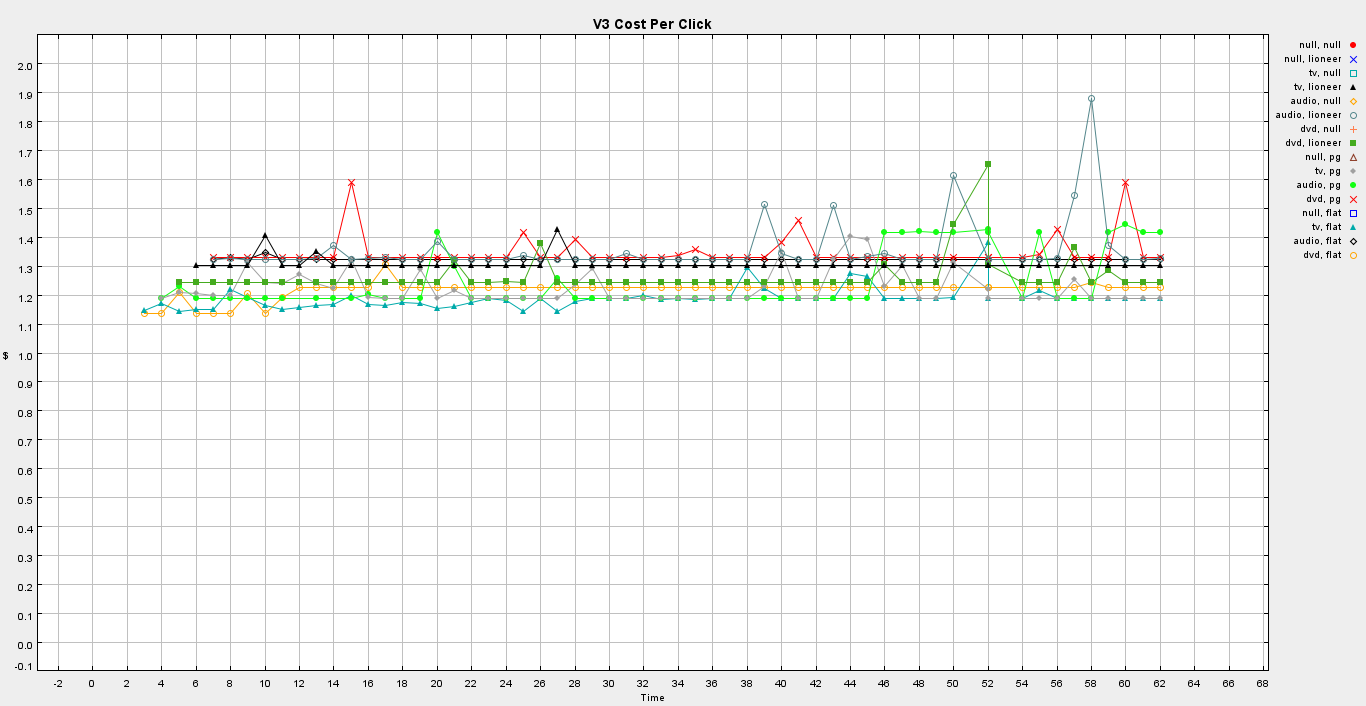 V3 Cost Per Click
2.0
1.9
1.8
1.7
1.6
1.5
1.4
1.3
1.2
1.1
1.0
0.9
0.8
0.7
0.6
0.5
0.4
0.3
0.2
0.1
0.0
-0.1
$
-2 0 2 4 6 8 10 12 14 16 18 20 22 24 26 28 30 32 34 36 38 40 42 44 46 48 50 52 54 56 58 60 62 64 66 68
Time
null, null
null, lioneer
tv, null
tv, lioneer
audio, null
audio, lioneer
dvd, null
dvd, lioneer
null, pg
tv, pg
audio, pg
dvd, pg
null, flat
tv, flat
audio, flat
dvd, flat